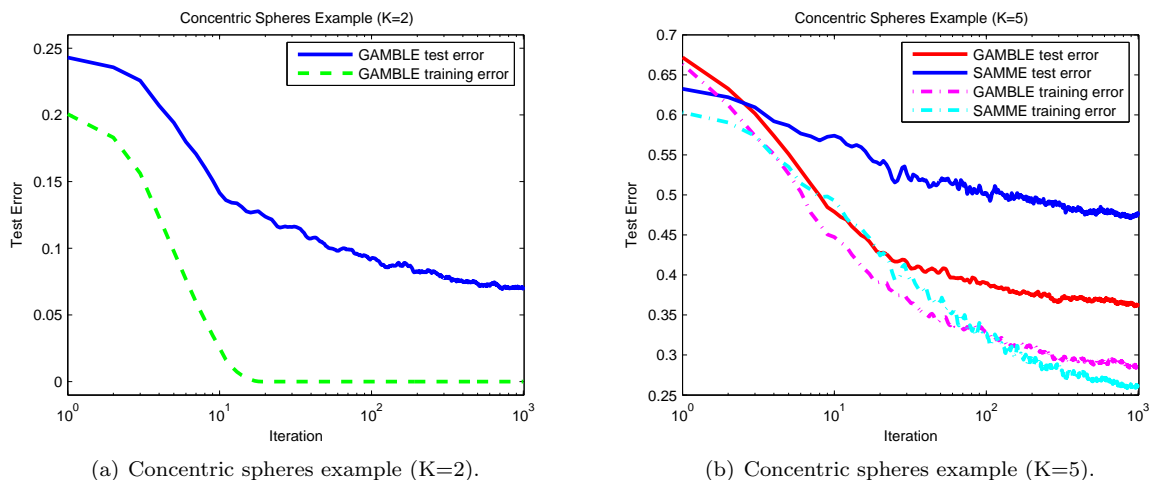 Concentric Spheres Example (K=2)
GAMBLE test error
GAMBLE training error
0.25
0.2
0.15
0.1
0.05
0
Test Error
10^0
10^1
10^2
10^3
Iteration
(a) Concentric spheres example (K=2).
Concentric Spheres Example (K=5)
GAMBLE test error
SAMME test error
GAMBLE training error
SAMME training error
0.7
0.65
0.6
0.55
0.5
0.45
0.4
0.35
0.3
0.25
Test Error
10^0
10^1
10^2
10^3
Iteration
(b) Concentric spheres example (K=5).